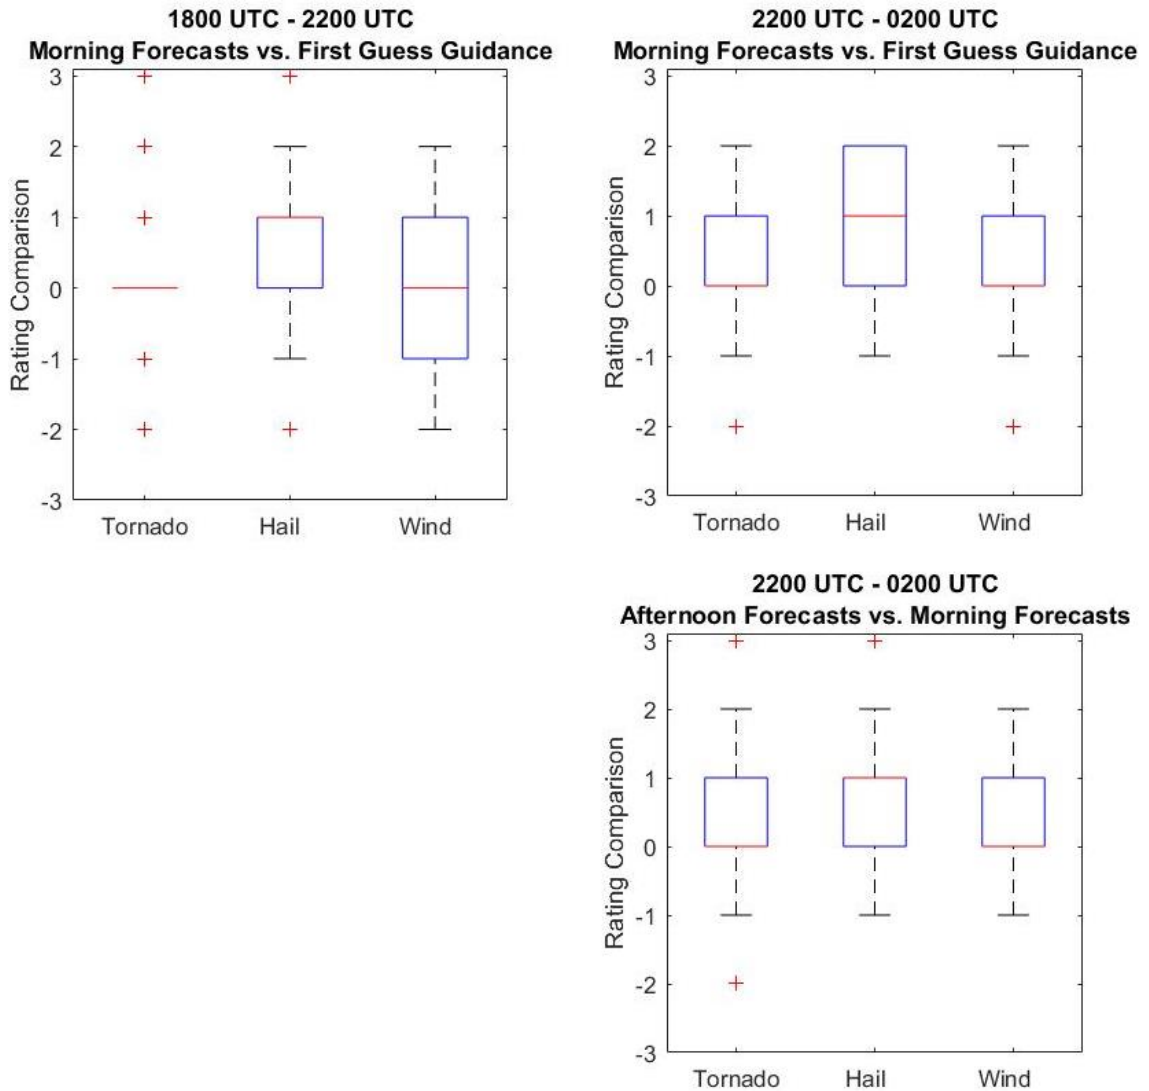 1800 UTC - 2200 UTC
Morning Forecasts vs. First Guess Guidance
3
2
1
0
-1
-2
-3
Rating Comparison
Tornado Hail Wind
2200 UTC - 0200 UTC
Morning Forecasts vs. First Guess Guidance
3
2
1
0
-1
-2
-3
Rating Comparison
Tornado Hail Wind
2200 UTC - 0200 UTC
Afternoon Forecasts vs. Morning Forecasts
3
2
1
0
-1
-2
-3
Rating Comparison
Tornado Hail Wind